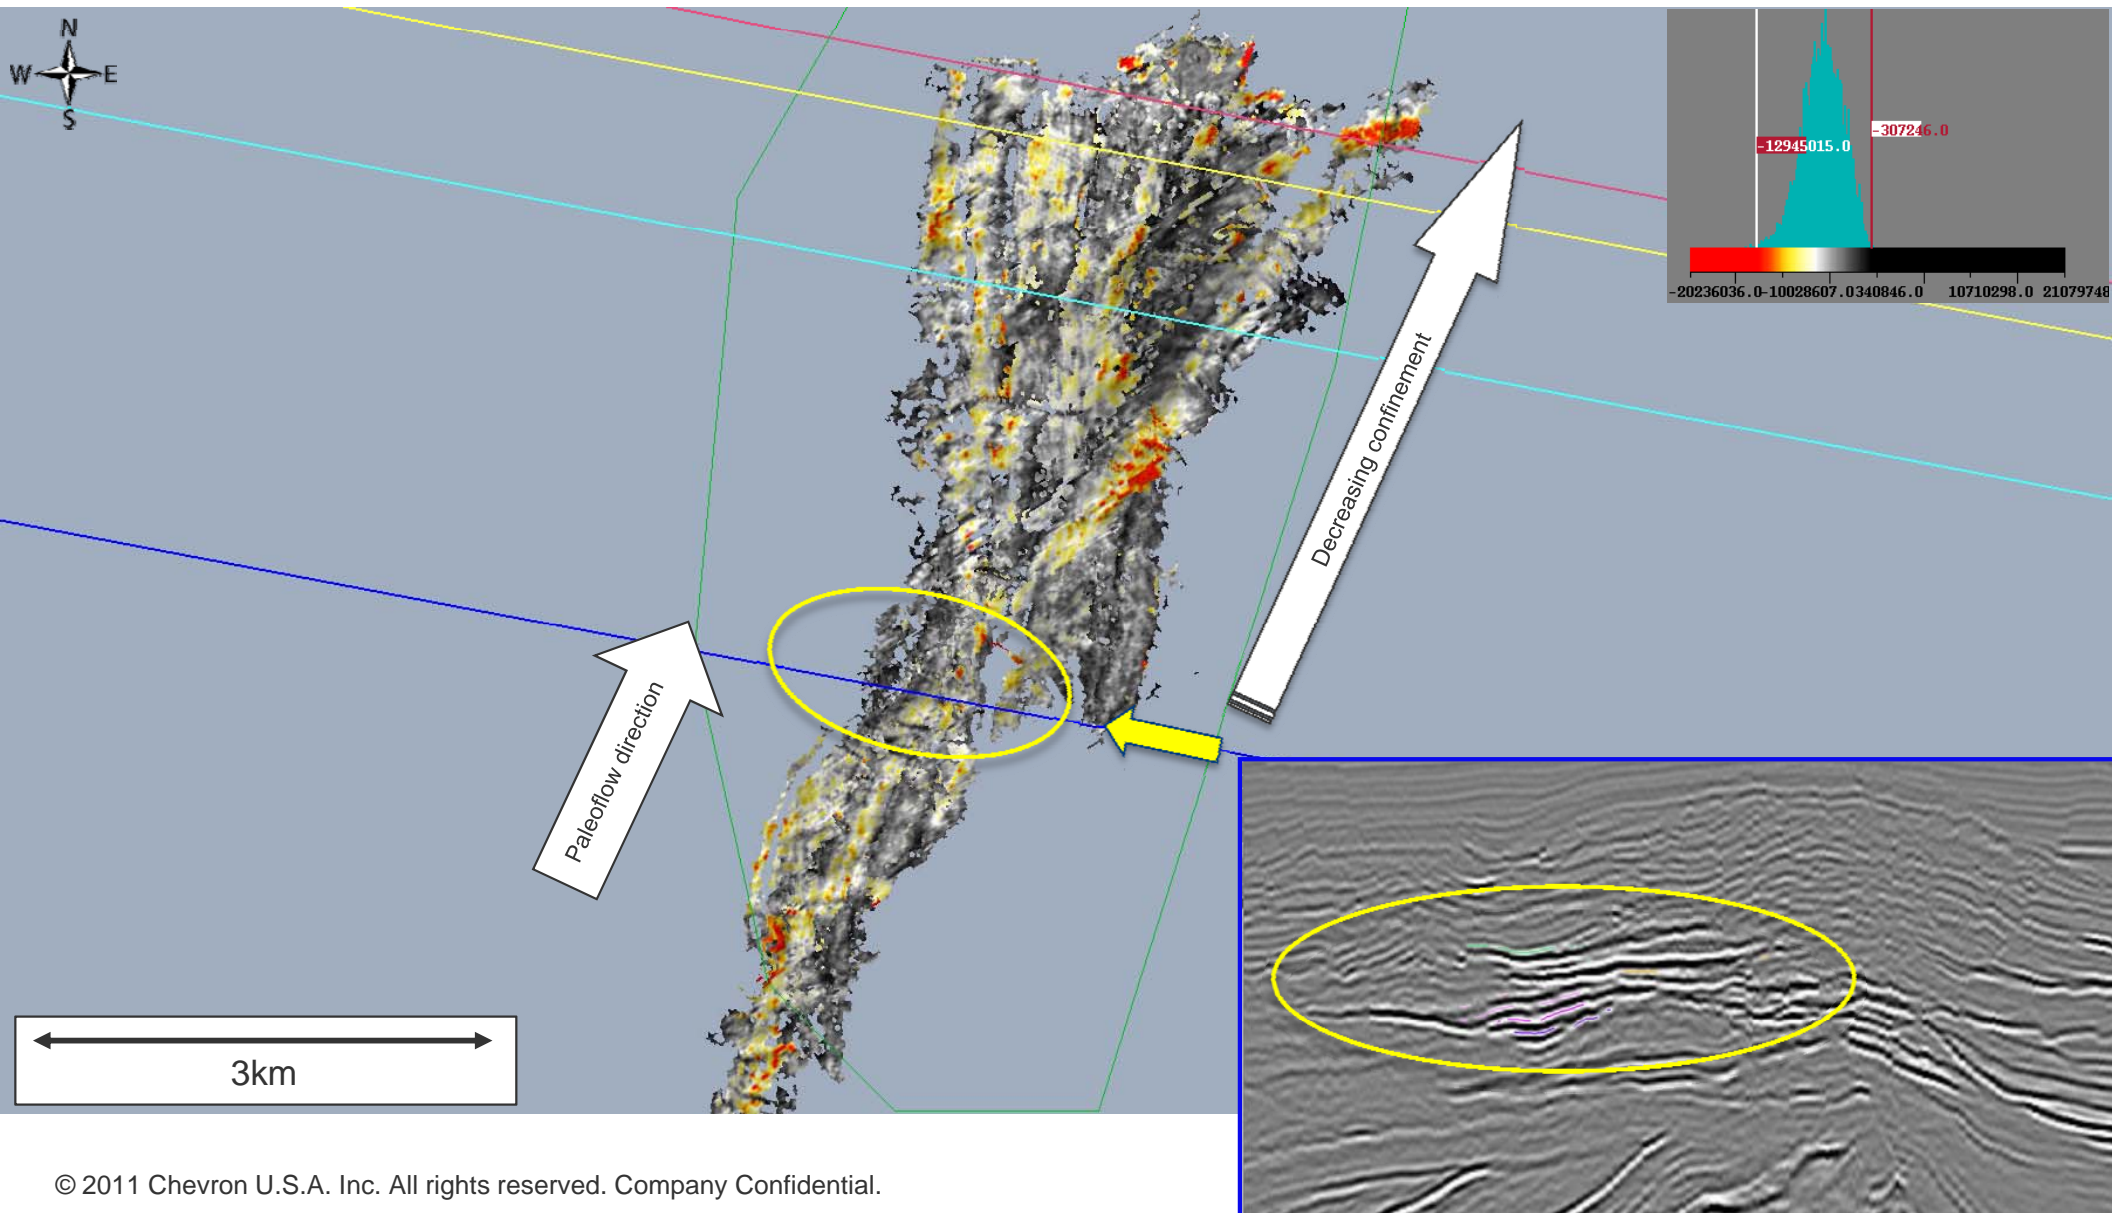 N
W E
S
-12945015.0
-307246.0
-20236036.0-10028607.0340846.0 10710298.0 21079748
Decreasing confinement
Paleoflow direction
3km
© 2011 Chevron U.S.A. Inc. All rights reserved. Company Confidential.